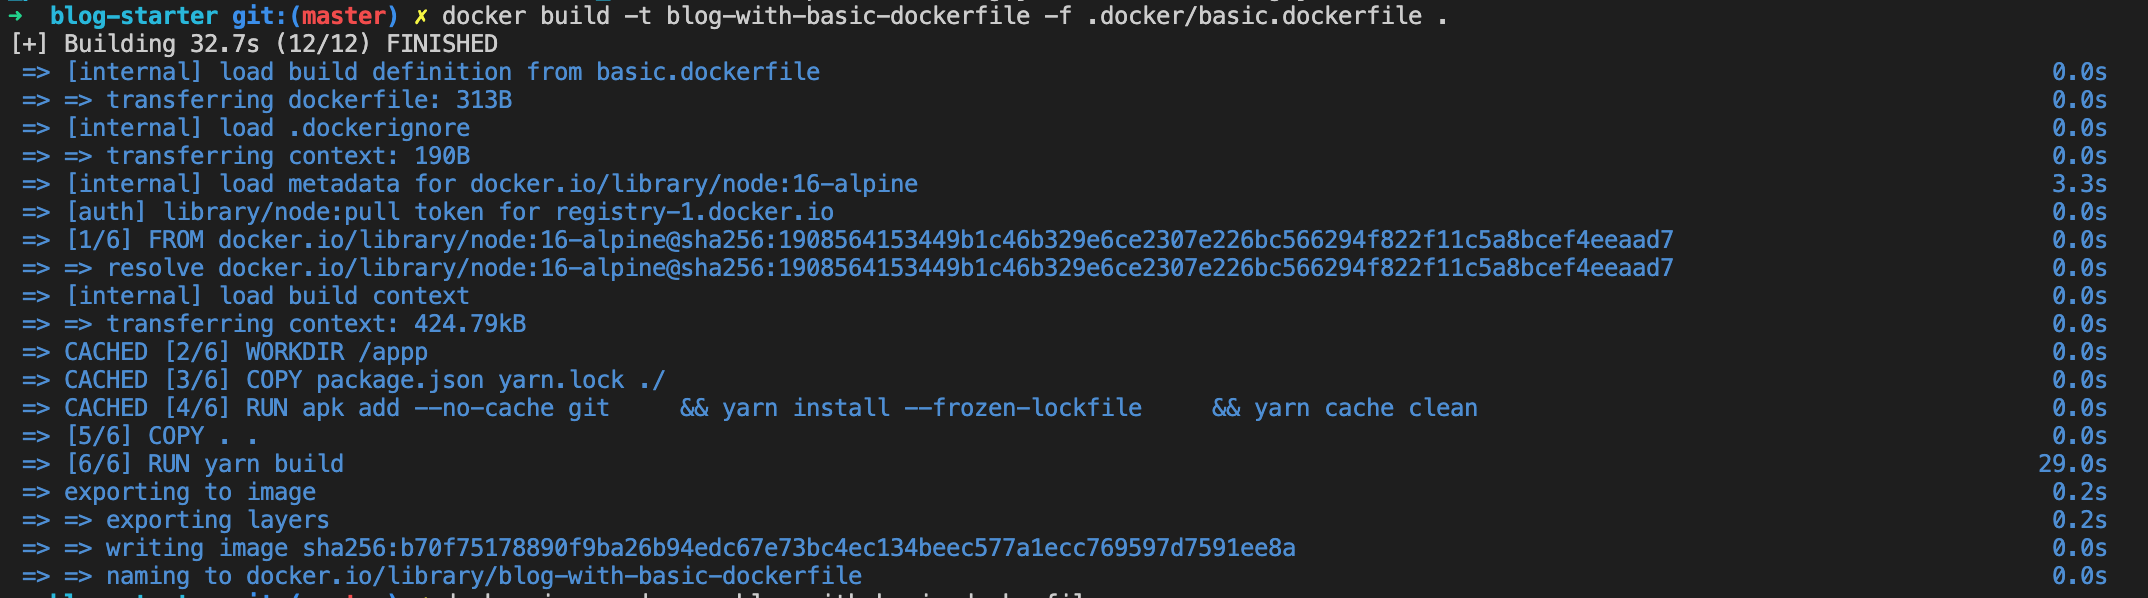 ➜  blog-starter git:(master) ✗ docker build -t blog-with-basic-dockerfile -f .docker/basic.dockerfile .
[+] Building 32.7s (12/12) FINISHED
=> [internal] load build definition from basic.dockerfile 0.0s
=> => transferring dockerfile: 313B 0.0s
=> [internal] load .dockerignore 0.0s
=> => transferring context: 190B 0.0s
=> [internal] load metadata for docker.io/library/node:16-alpine 3.3s
=> [auth] library/node:pull token for registry-1.docker.io 0.0s
=> [1/6] FROM docker.io/library/node:16-alpine@sha256:1908564153449b1c46b329e6ce2307e226bc566294f822f11c5a8bcef4eeaad7 0.0s
=> => resolve docker.io/library/node:16-alpine@sha256:1908564153449b1c46b329e6ce2307e226bc566294f822f11c5a8bcef4eeaad7 0.0s
=> [internal] load build context 0.0s
=> => transferring context: 424.79kB 0.0s
=> CACHED [2/6] WORKDIR /appp 0.0s
=> CACHED [3/6] COPY package.json yarn.lock ./ 0.0s
=> CACHED [4/6] RUN apk add --no-cache git     && yarn install --frozen-lockfile     && yarn cache clean 0.0s
=> [5/6] COPY . . 0.0s
=> [6/6] RUN yarn build 29.0s
=> exporting to image 0.2s
=> => exporting layers 0.2s
=> => writing image sha256:b70f75178890f9ba26b94edc67e73bc4ec134beec577a1ecc769597d7591ee8a 0.0s
=> => naming to docker.io/library/blog-with-basic-dockerfile 0.0s